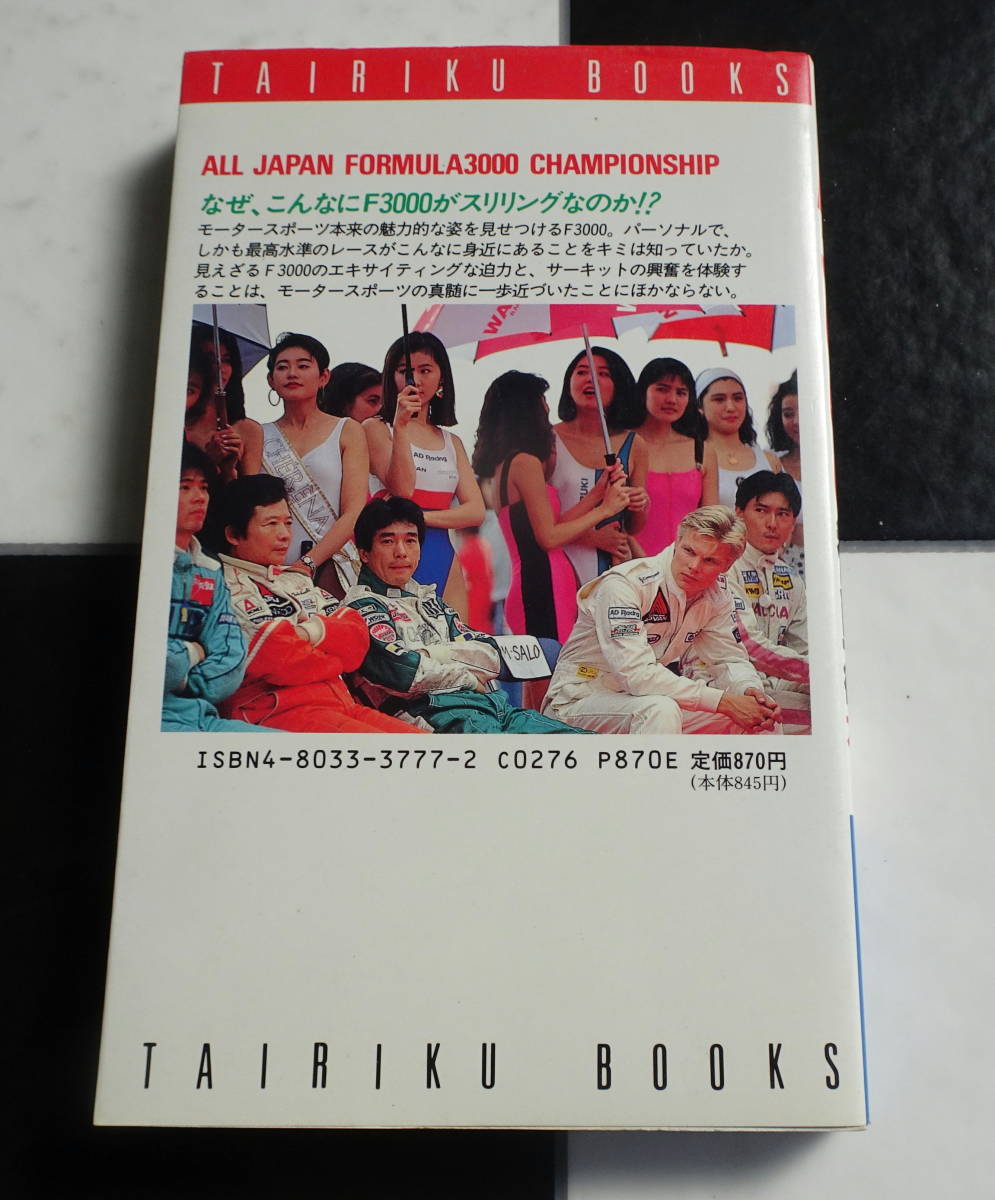 TAIRIKU BOOKS
ALL JAPAN FORMULA3000 CHAMPIONSHIP
なぜ、こんなにF3000がスリリングなのか!?
モータースポーツ本来の魅力的な姿を見せつけるF3000。パーソナルで、
しかも最高水準のレースがこんなに身近にあることをキミは知っていたか。
見えざるF3000のエキサイティングな迫力と、サーキットの興奮を体験す
ることは、モータースポーツの真髄に一歩近づいたことにほかならない。
AD Racing
M·SALO
AD Racing
ISBN4-8033-3777-2 C0276 P870E 定価870円
(本体845円)
TAIRIKU BOOKS